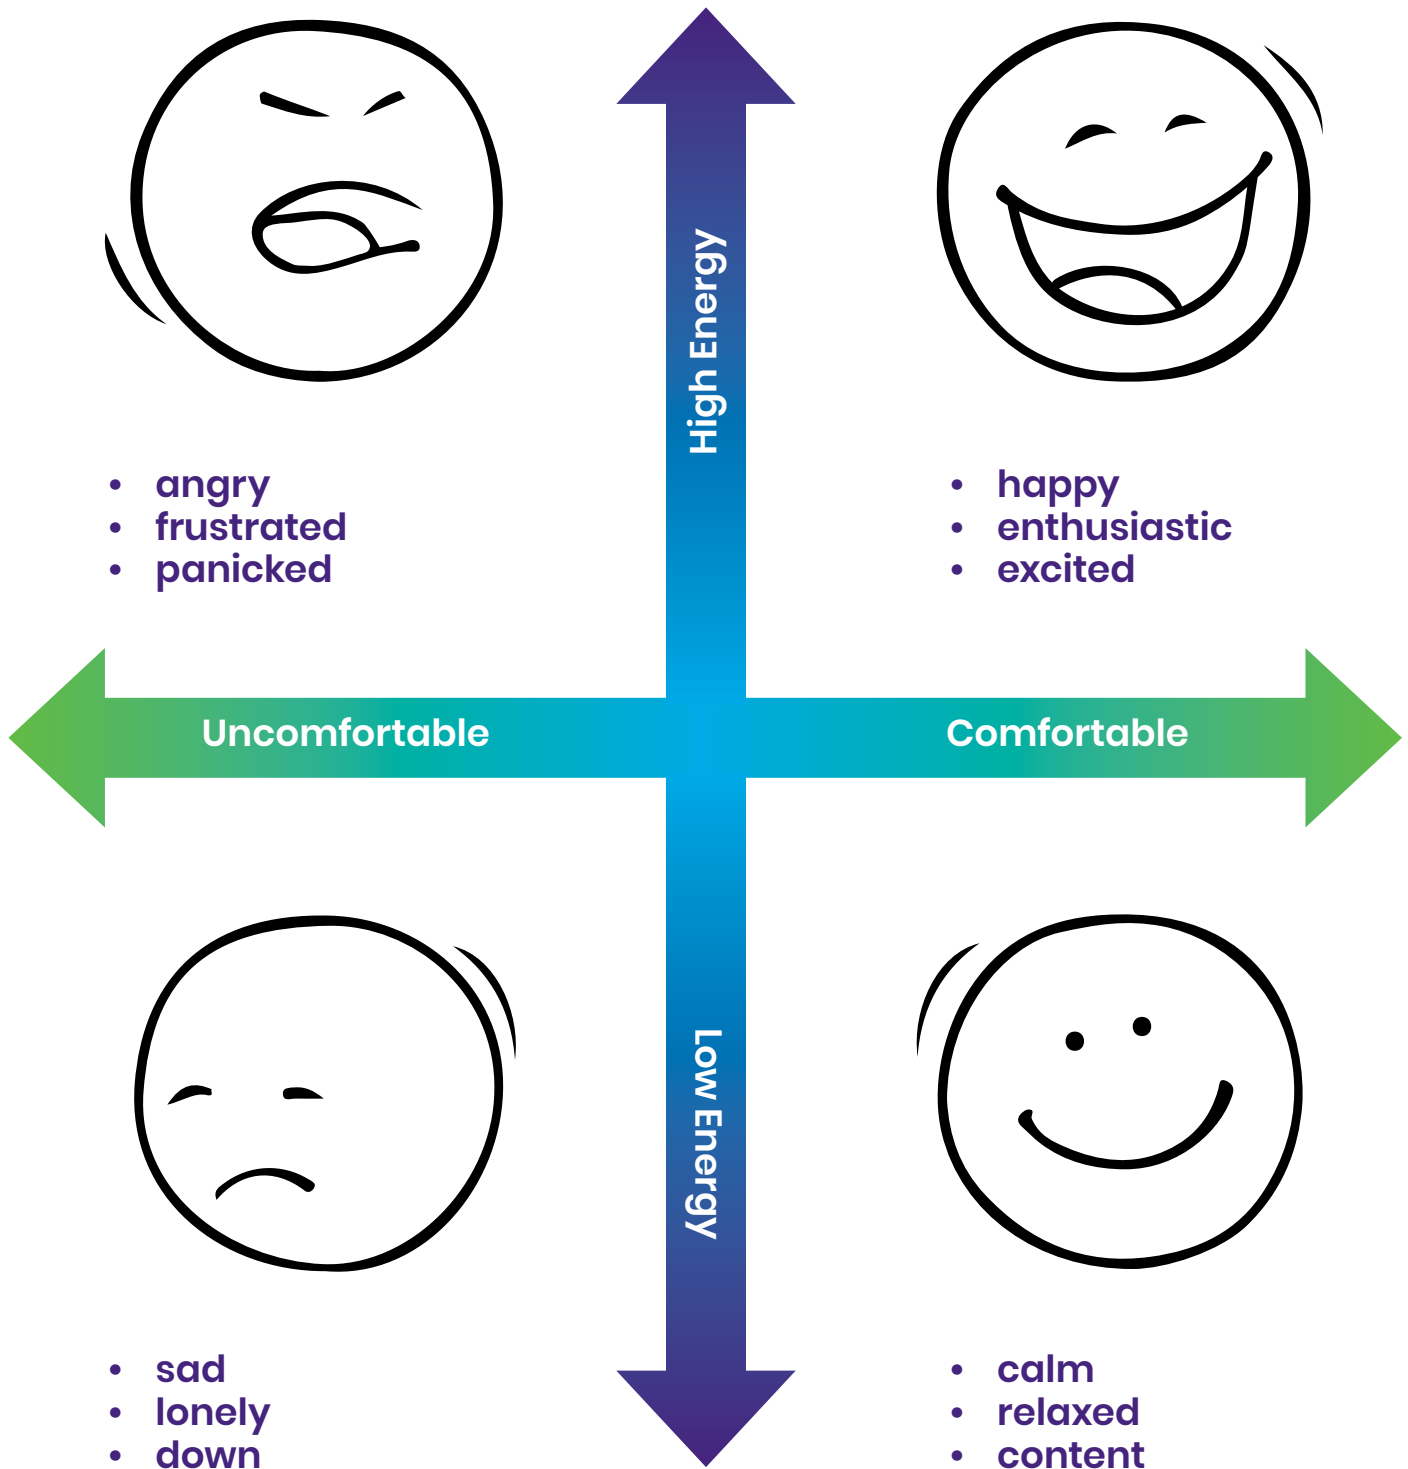 High Energy
• angry
• frustrated
• panicked
• happy
• enthusiastic
• excited
Uncomfortable
Comfortable
Low Energy
• sad
• lonely
• down
• calm
• relaxed
• content